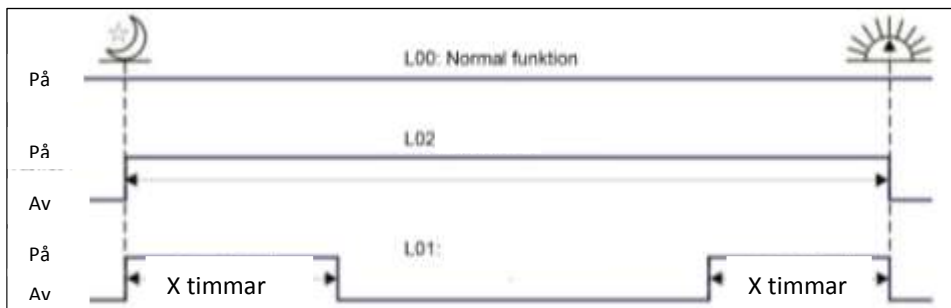 L00: Normal funktion
På
L02
På
Av
L01:
På
X timmar X timmar
Av